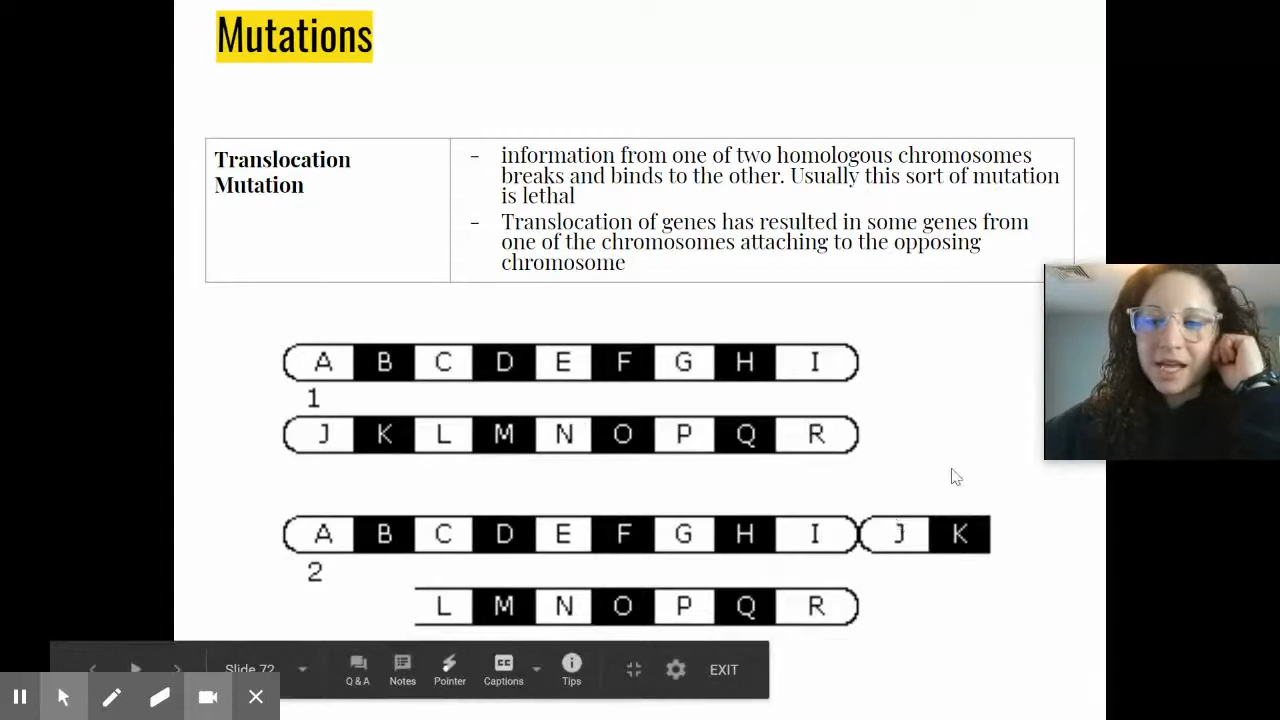 Mutations
Translocation
Mutation
- information from one of two homologous chromosomes
breaks and binds to the other. Usually this sort of mutation
is lethal
- Translocation of genes has resulted in some genes from
one of the chromosomes attaching to the opposing
chromosome
A B C D E F G H I
1
J K L M N O P Q R
A B C D E F G H I J K
2
L M N O P Q R
Slide 72
Q & A Notes Pointer Captions Tips EXIT